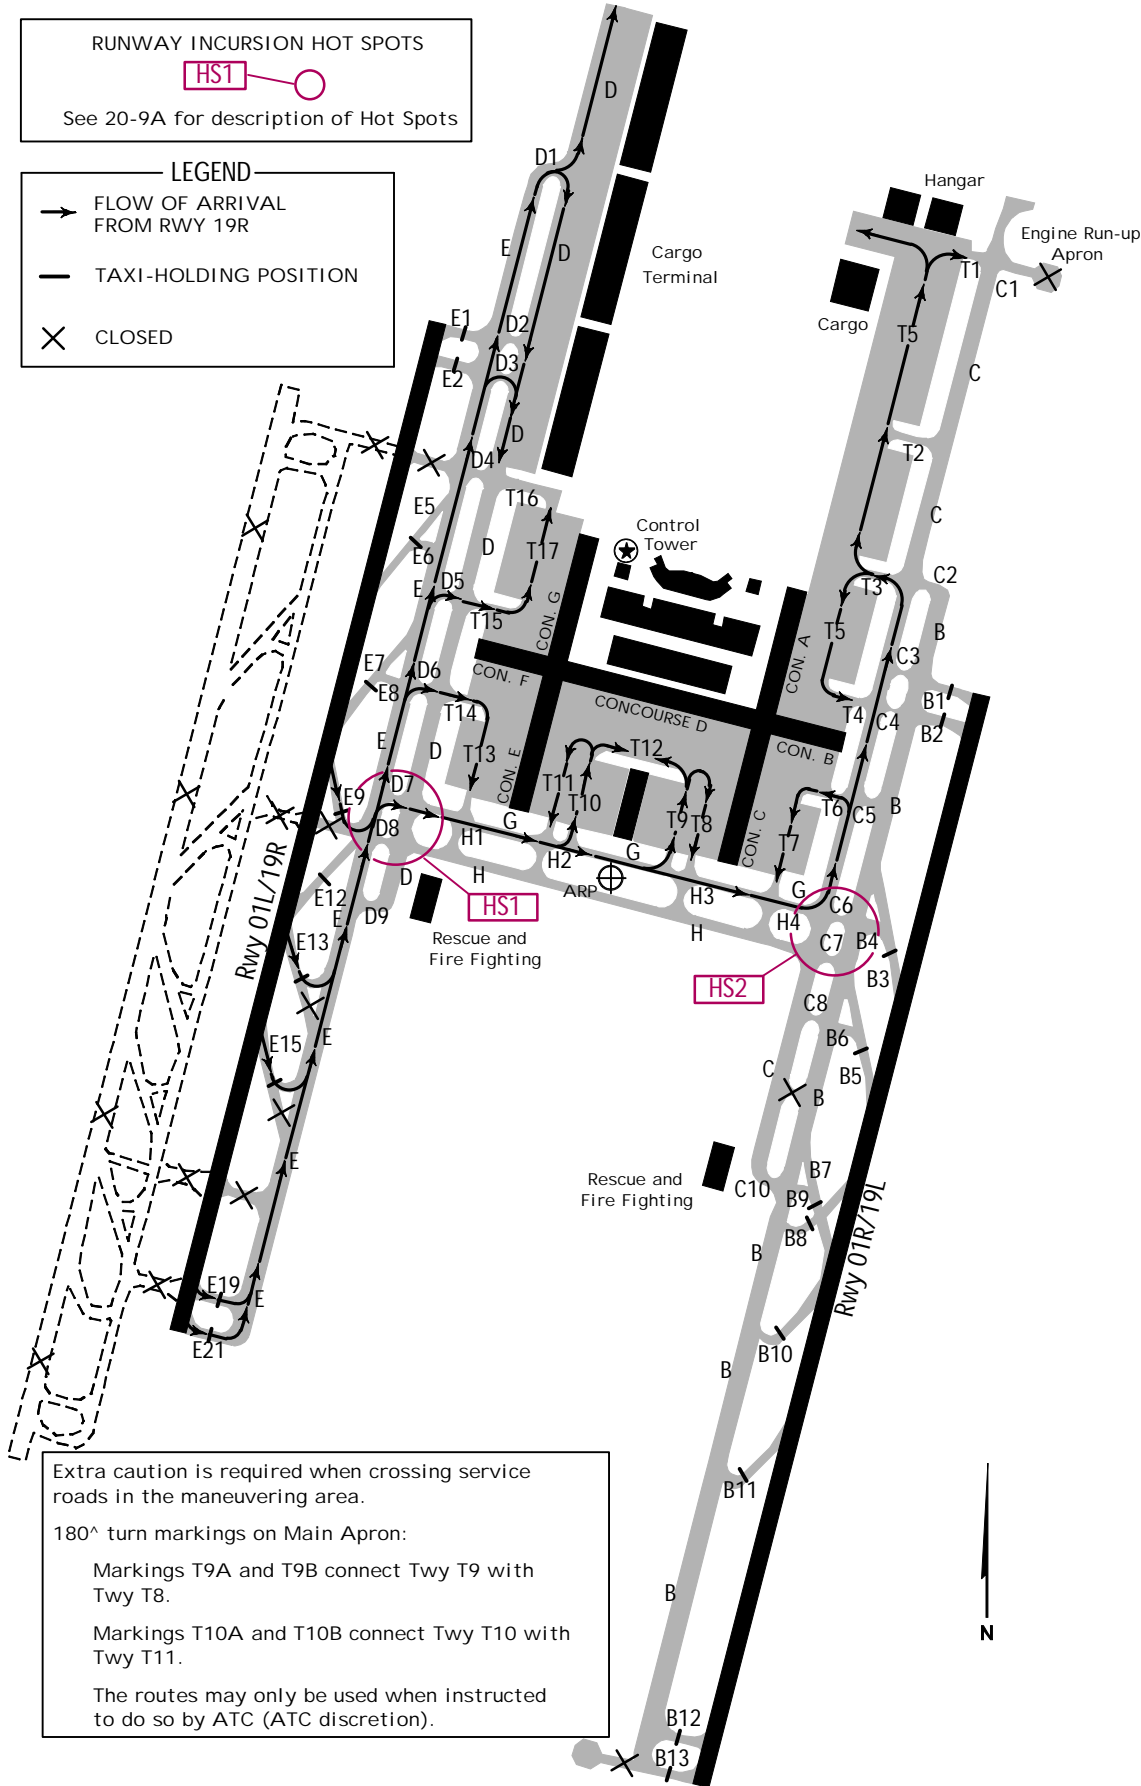 RUNWAY INCURSION HOT SPOTS
HS1
See 20-9A for description of Hot Spots
LEGEND
FLOW OF ARRIVAL
FROM RWY 19R
TAXI-HOLDING POSITION
CLOSED
D
D1
Hangar
Engine Run-up
Apron
Cargo
Terminal
E
D
T1
C1
Cargo
E1
D2
T5
D3
E2
C
D
D4
T2
T16
E5
C
Control
Tower
E6
D
T17
D5
E
C2
T3
T15
CON. G
T5
B
CON. A
C3
E7
E8
D6
CON. F
T14
B1
B2
T4
C4
CONCOURSE D
E
D
T13
T12
CON. B
CON. E
D7
T11
T10
E9
D8
T9
T8
T6
C5
B
H1
G
H2
G
T7
CON. C
D
H
ARP
H3
G
C6
E12
E
D9
HS1
H
H4
C7
B4
Rwy 01L/19R
E13
Rescue and
Fire Fighting
B3
HS2
C8
E15
E
B6
B5
C
B
E
Rescue and
Fire Fighting
C10
B7
B9
B8
B
Rwy 01R/19L
E19
E
E21
B10
B
B11
Extra caution is required when crossing service
roads in the maneuvering area.
180^ turn markings on Main Apron:
Markings T9A and T9B connect Twy T9 with
Twy T8.
Markings T10A and T10B connect Twy T10 with
Twy T11.
The routes may only be used when instructed
to do so by ATC (ATC discretion).
B
N
B12
B13